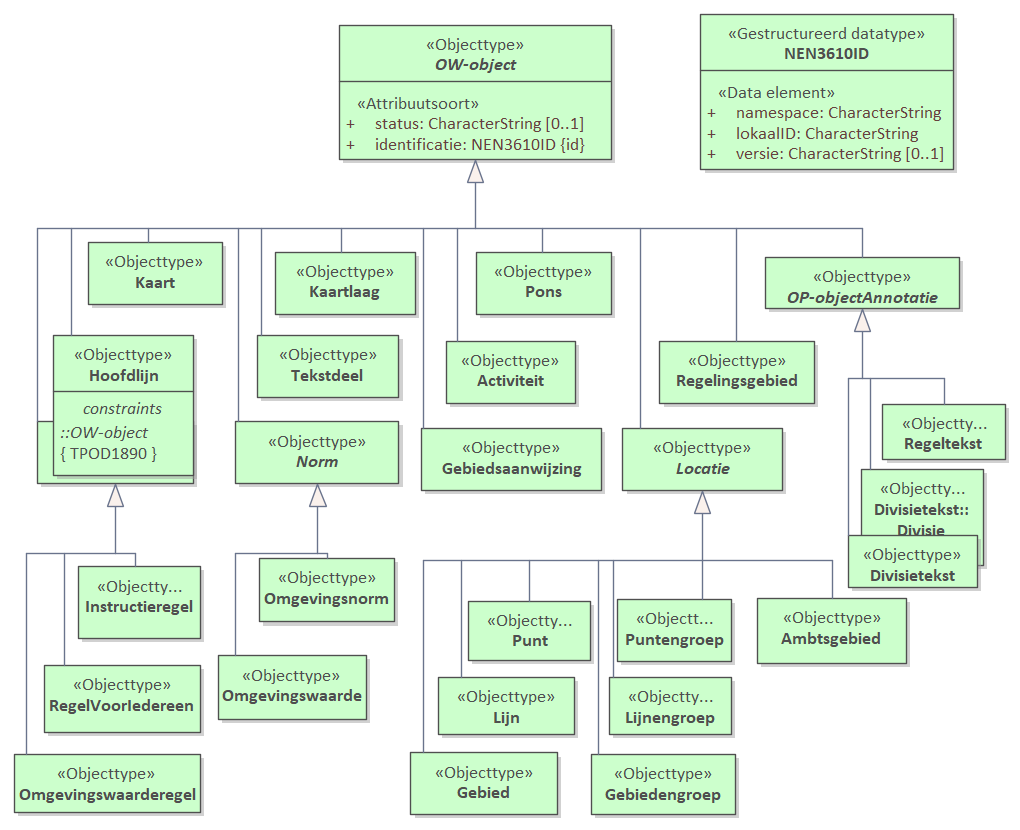 «Objecttype»
OW-object
«Attribuutsoort»
+ status: CharacterString [0..1]
+ identificatie: NEN3610ID {id}
«Gestructureerd datatype»
NEN3610ID
«Data element»
+ namespace: CharacterString
+ lokaalID: CharacterString
+ versie: CharacterString [0..1]
«Objecttype»
Kaart
«Objecttype»
Kaartlaag
«Objecttype»
Pons
«Objecttype»
OP-objectAnnotatie
«Objecttype»
Hoofdlijn
constraints
::OW-object
{ TPOD1890 }
«Objecttype»
Tekstdeel
«Objecttype»
Activiteit
«Objecttype»
Regelingsgebied
«Objectty...
Regeltekst
«Objecttype»
Norm
«Objecttype»
Gebiedsaanwijzing
«Objecttype»
Locatie
«Objectty...
Divisietekst::
Divisie
«Objecttype»
Divisietekst
«Objectty...
Instructieregel
«Objecttype»
Omgevingsnorm
«Objectty...
Punt
«Objectt...
Puntengroep
«Objecttype»
Ambtsgebied
«Objecttype»
RegelVoorIedereen
«Objecttype»
Omgevingswaarde
«Objecttype»
Lijn
«Objectty...
Lijnengroep
«Objecttype»
Omgevingswaarderegel
«Objecttype»
Gebied
«Objecttype»
Gebiedengroep